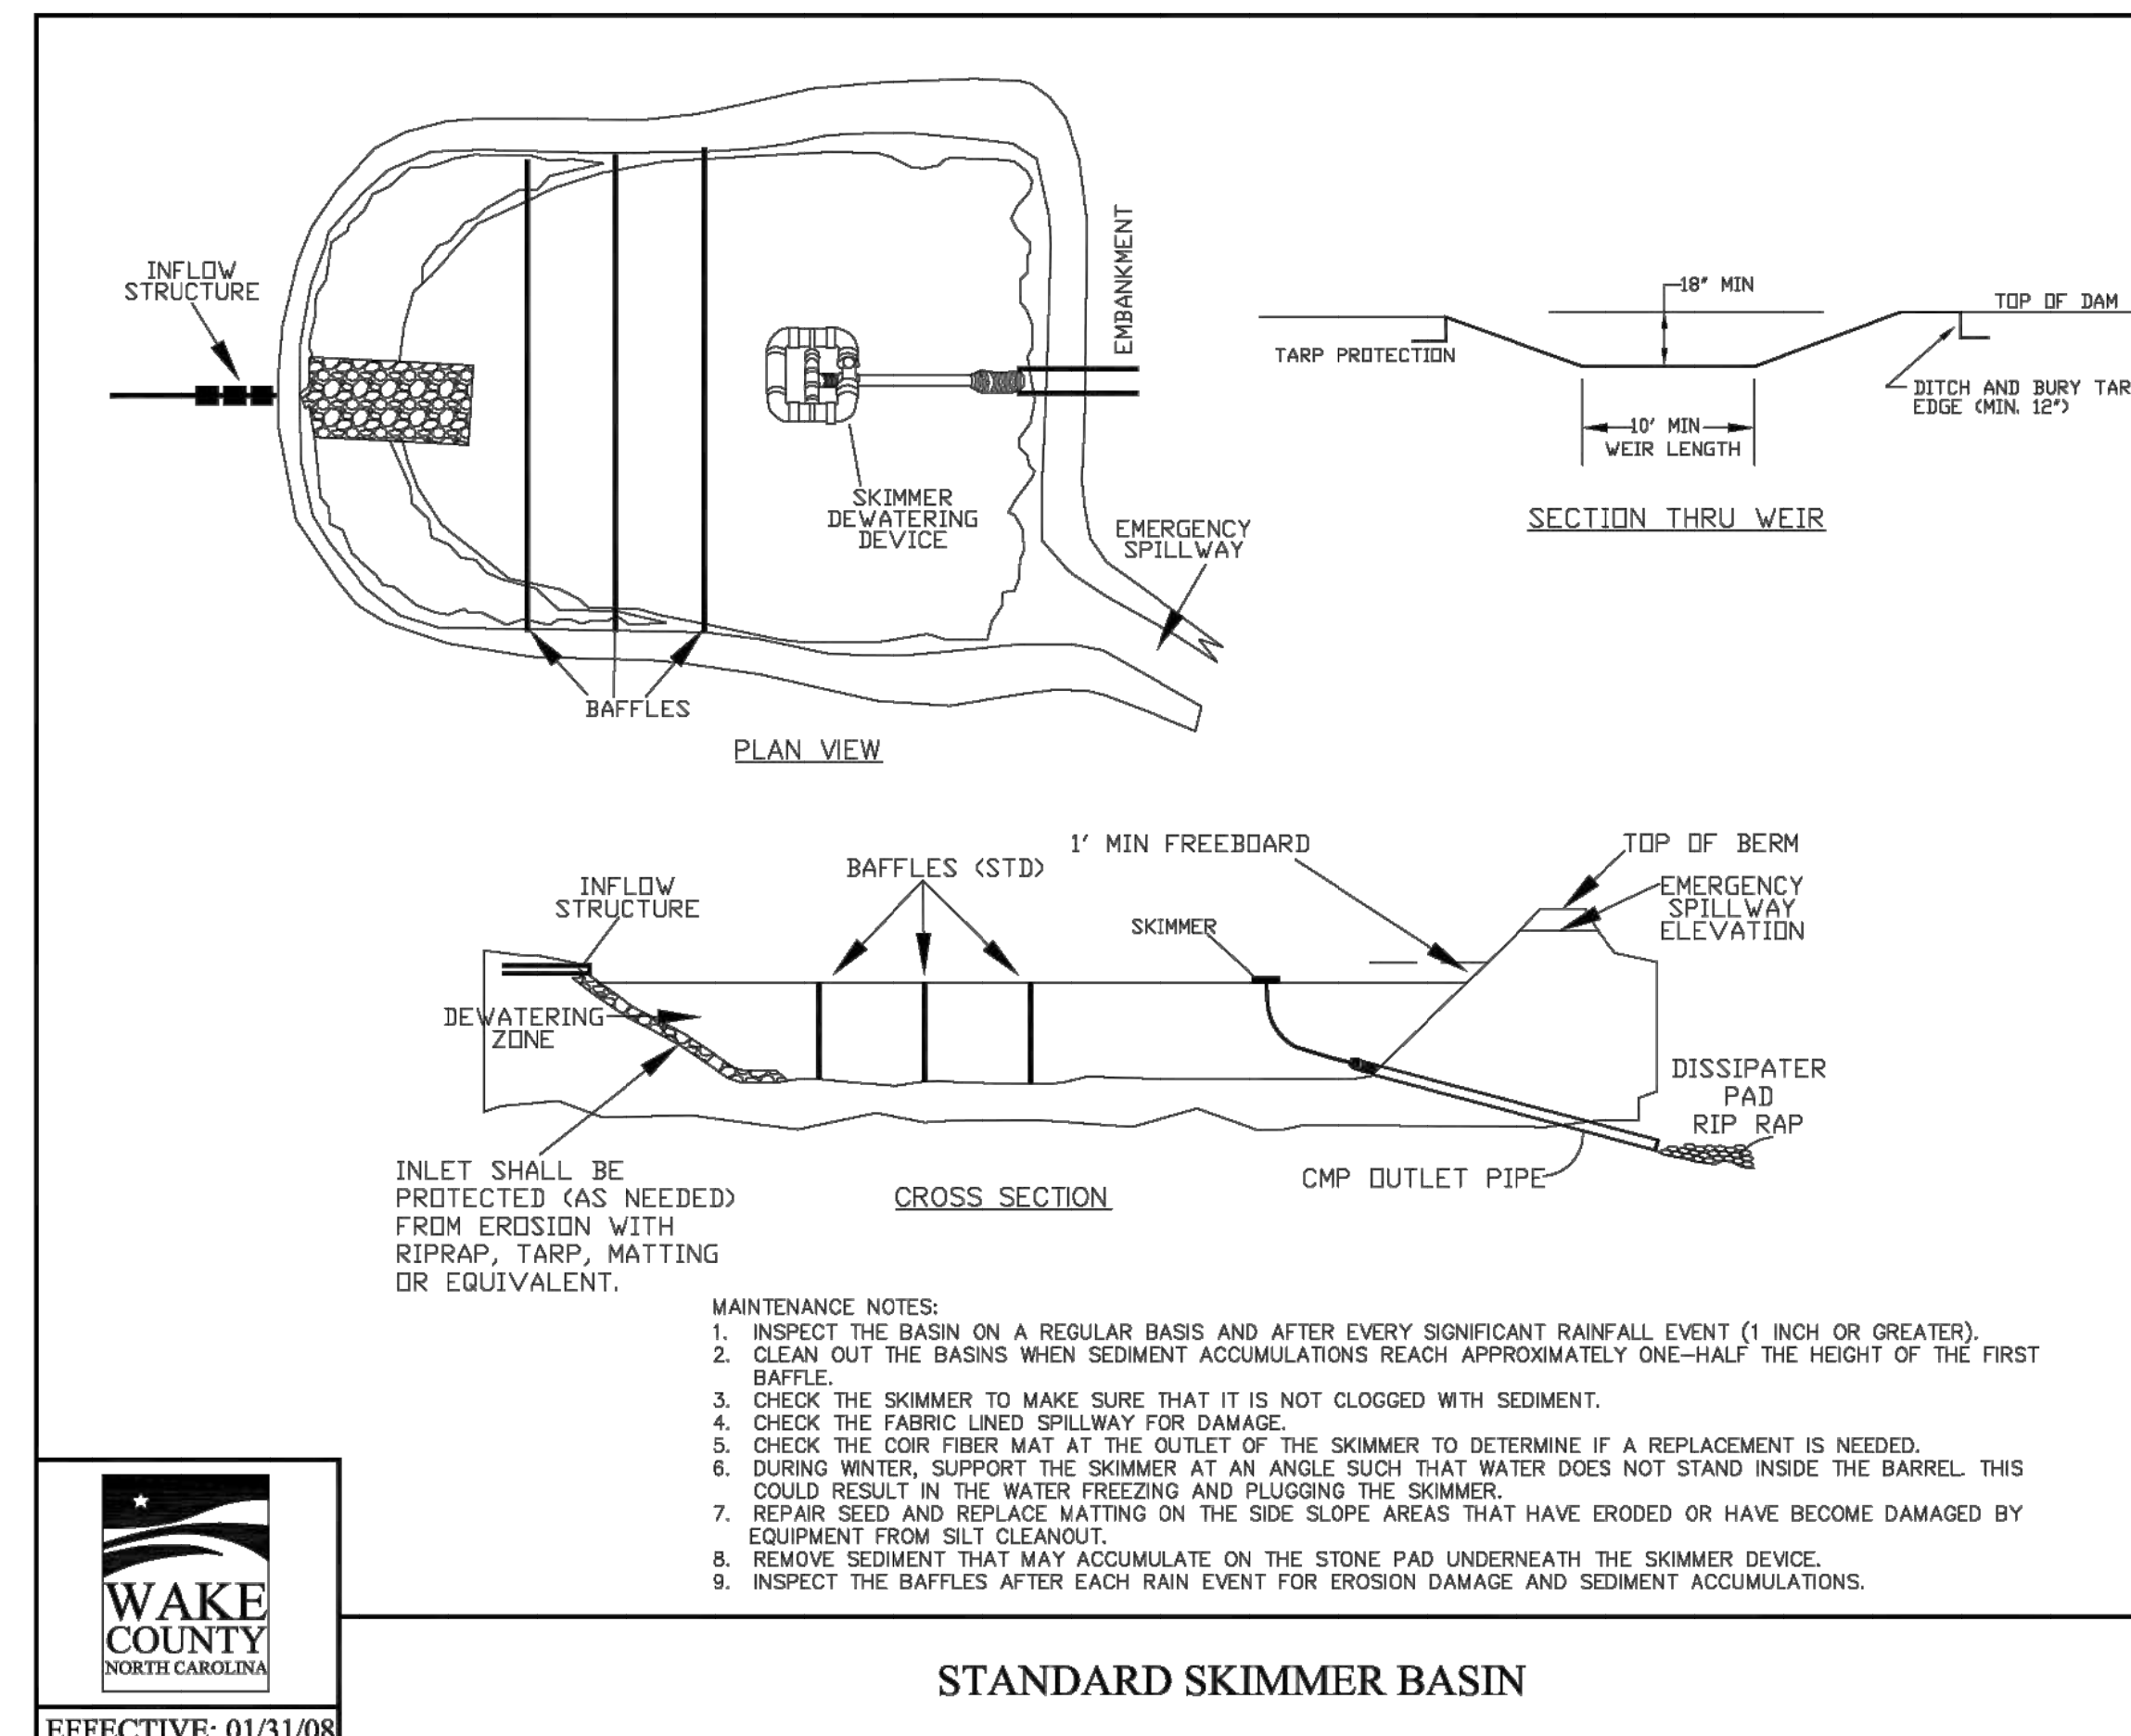 INFLOW
STRUCTURE
EMBANKMENT
SKIMMER
DEWATERING
DEVICE
EMERGENCY
SPILLWAY
BAFFLES
PLAN VIEW
18" MIN
TOP OF DAM
TARP PROTECTION
DITCH AND BURY TAR
EDGE (MIN. 12")
10' MIN
WEIR LENGTH
SECTION THRU WEIR
1' MIN FREEBOARD
TOP OF BERM
BAFFLES (STD)
INFLOW
STRUCTURE
EMERGENCY
SPILLWAY
ELEVATION
SKIMMER
DEWATERING
ZONE
DISSIPATER
PAD
RIP RAP
INLET SHALL BE
PROTECTED (AS NEEDED)
FROM EROSION WITH
RIPRAP, TARP, MATTING
OR EQUIVALENT.
CMP OUTLET PIPE
CROSS SECTION
MAINTENANCE NOTES:
1. INSPECT THE BASIN ON A REGULAR BASIS AND AFTER EVERY SIGNIFICANT RAINFALL EVENT (1 INCH OR GREATER).
2. CLEAN OUT THE BASINS WHEN SEDIMENT ACCUMULATIONS REACH APPROXIMATELY ONE-HALF THE HEIGHT OF THE FIRST
BAFFLE.
3. CHECK THE SKIMMER TO MAKE SURE THAT IT IS NOT CLOGGED WITH SEDIMENT.
4. CHECK THE FABRIC LINED SPILLWAY FOR DAMAGE.
5. CHECK THE COIR FIBER MAT AT THE OUTLET OF THE SKIMMER TO DETERMINE IF A REPLACEMENT IS NEEDED.
6. DURING WINTER, SUPPORT THE SKIMMER AT AN ANGLE SUCH THAT WATER DOES NOT STAND INSIDE THE BARREL. THIS
COULD RESULT IN THE WATER FREEZING AND PLUGGING THE SKIMMER.
7. REPAIR SEED AND REPLACE MATTING ON THE SIDE SLOPE AREAS THAT HAVE ERODED OR HAVE BECOME DAMAGED BY
EQUIPMENT FROM SILT CLEANOUT.
8. REMOVE SEDIMENT THAT MAY ACCUMULATE ON THE STONE PAD UNDERNEATH THE SKIMMER DEVICE.
9. INSPECT THE BAFFLES AFTER EACH RAIN EVENT FOR EROSION DAMAGE AND SEDIMENT ACCUMULATIONS.
WAKE
COUNTY
NORTH CAROLINA
STANDARD SKIMMER BASIN
EFFECTIVE: 01/31/08